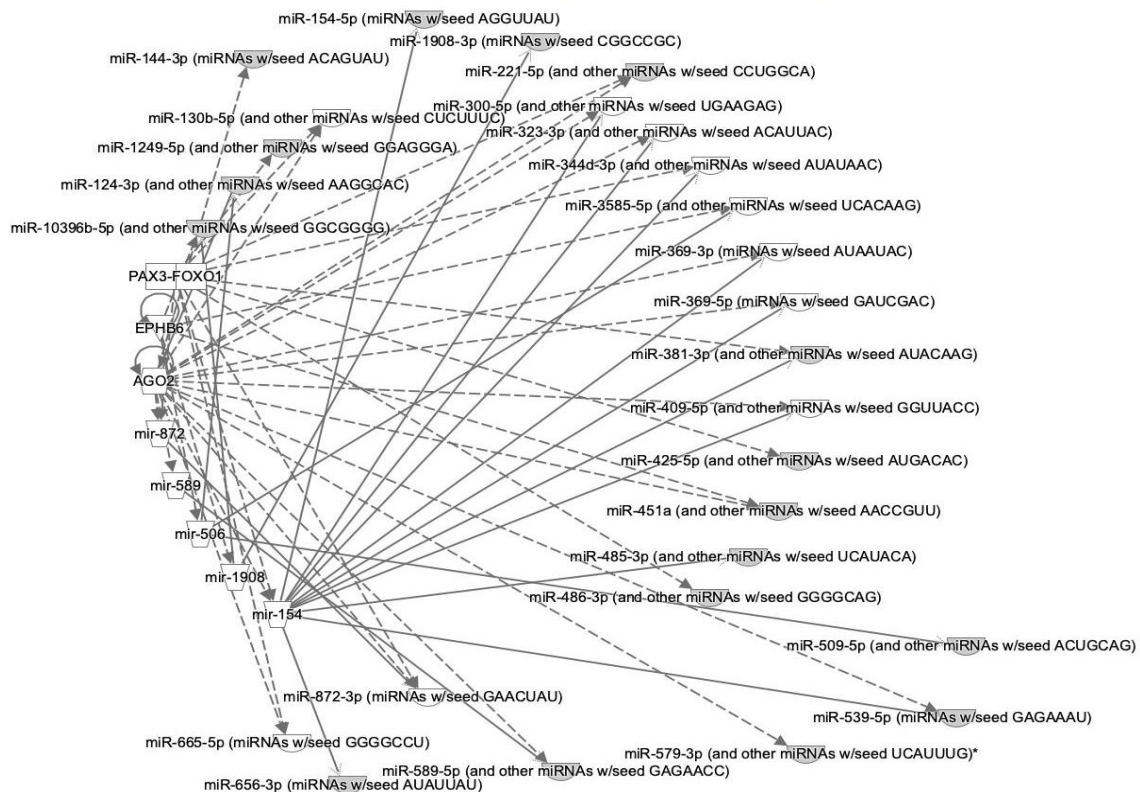 miR-154-5p (miRNAs w/seed AGGUUAU)
miR-1908-3p (miRNAs w/seed CGGCCGC)
miR-144-3p (miRNAs w/seed ACAGUAU)
miR-221-5p (and other miRNAs w/seed CCUGGCA)
miR-300-5p (and other miRNAs w/seed UGAAGAG)
miR-130b-5p (and other miRNAs w/seed CUCUUUC)
miR-323-3p (and other miRNAs w/seed ACAUUAC)
miR-1249-5p (and other miRNAs w/seed GGAGGGA)
miR-344d-3p (and other miRNAs w/seed AUAUAAC)
miR-124-3p (and other miRNAs w/seed AAGGCAC)
miR-3585-5p (and other miRNAs w/seed UCACAAG)
miR-10396b-5p (and other miRNAs w/seed GGCGGGG)
miR-369-3p (miRNAs w/seed AUAAUAC)
PAX3-FOXO1
miR-369-5p (miRNAs w/seed GAUCGAC)
EPHB6
miR-381-3p (and other miRNAs w/seed AUACAAG)
AGO2
miR-409-5p (and other miRNAs w/seed GGUUACC)
mir-872
miR-425-5p (and other miRNAs w/seed AUGACAC)
mir-589
miR-451a (and other miRNAs w/seed AACCGUU)
mir-506
miR-485-3p (and other miRNAs w/seed UCAUACA)
mir-1908
miR-486-3p (and other miRNAs w/seed GGGGCAG)
mir-154
miR-509-5p (and other miRNAs w/seed ACUGCAG)
miR-872-3p (miRNAs w/seed GAACUAU)
miR-539-5p (miRNAs w/seed GAGAAAU)
miR-665-5p (miRNAs w/seed GGGGCCU)
miR-579-3p (and other miRNAs w/seed UCAUUUG)*
miR-589-5p (and other miRNAs w/seed GAGAACC)
miR-656-3p (miRNAs w/seed AUAUUAU)